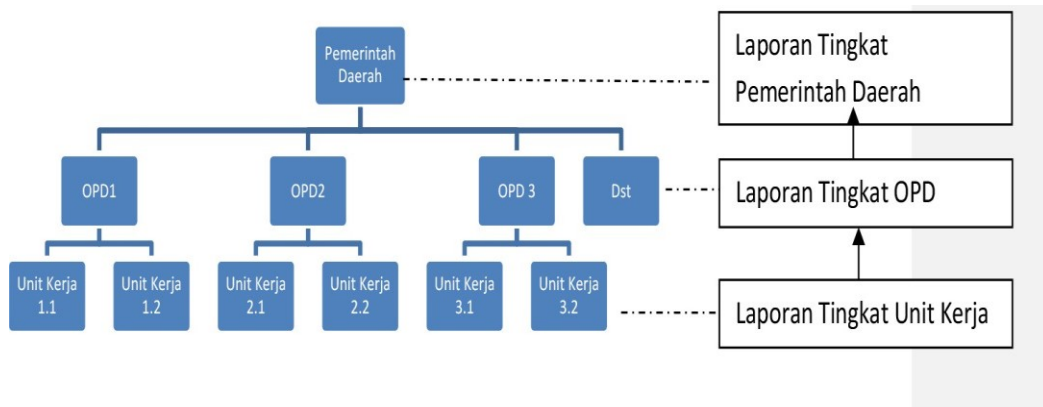 Pemerintah
Daerah
Laporan Tingkat
Pemerintah Daerah
OPD1
OPD2
OPD 3
Dst
Laporan Tingkat OPD
Unit Kerja
1.1
Unit Kerja
1.2
Unit Kerja
2.1
Unit Kerja
2.2
Unit Kerja
3.1
Unit Kerja
3.2
Laporan Tingkat Unit Kerja